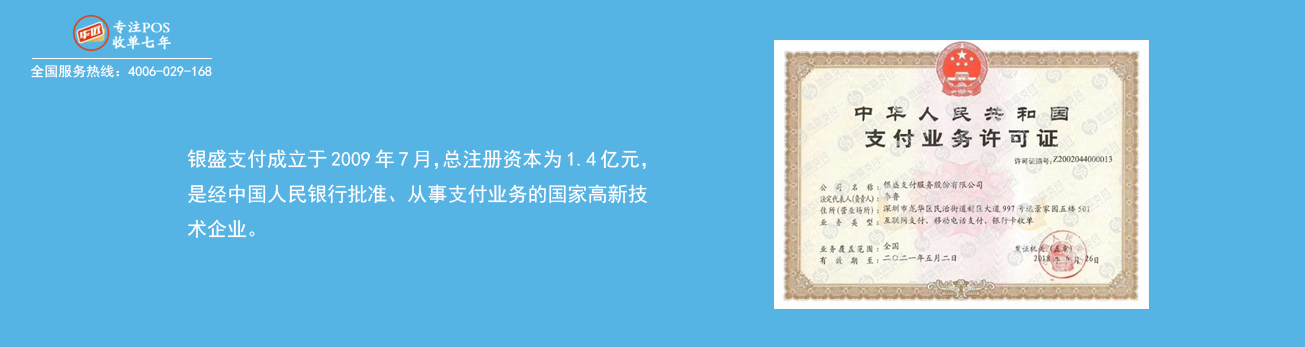 华迈
专注POS
收单七年
全国服务热线：4006-029-168
银盛支付成立于2009年7月,总注册资本为1.4亿元,
是经中国人民银行批准、从事支付业务的国家高新技
术企业。
中华人民共和国
支付业务许可证
许可证编号:Z2002044000013
公司名称：银盛支付服务股份有限公司
法定代表人(负责人)：李鲁
住所(营业场所)：深圳市龙华区民治街道 大道997号远景家园五楼501
业务类型：互联网支付、移动电话支付、银行卡收单
业务覆盖范围：全国
有效期至：二〇二一年五月二日
发证机关:(盖章)
2018年 月26日